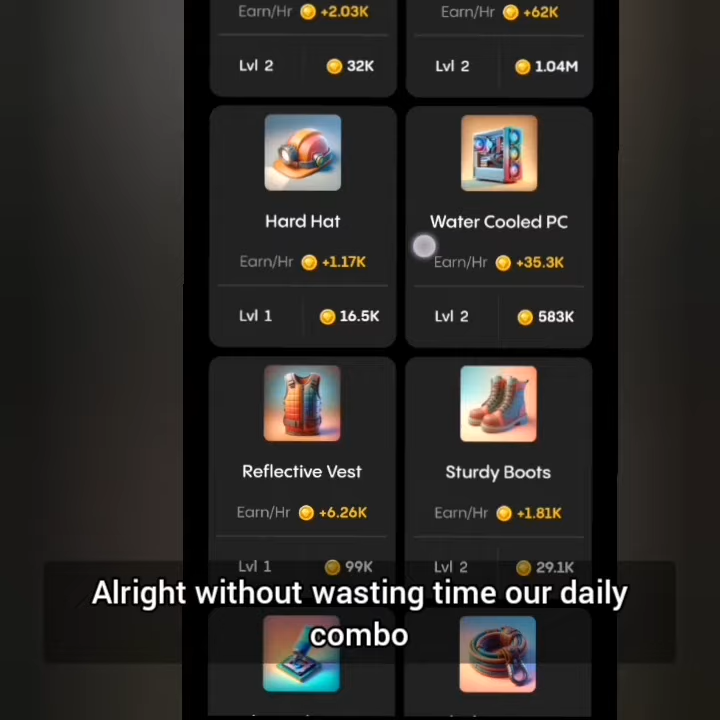 Earn/Hr +2.03K Earn/Hr +62K
Lvl 2 32K Lvl 2 1.04M
Hard Hat Water Cooled PC
Earn/Hr +1.17K Earn/Hr +35.3K
Lvl 1 16.5K Lvl 2 583K
Reflective Vest Sturdy Boots
Earn/Hr +6.26K Earn/Hr +1.81K
Lvl 1 99K Lvl 2 29.1K
Alright without wasting time our daily
combo